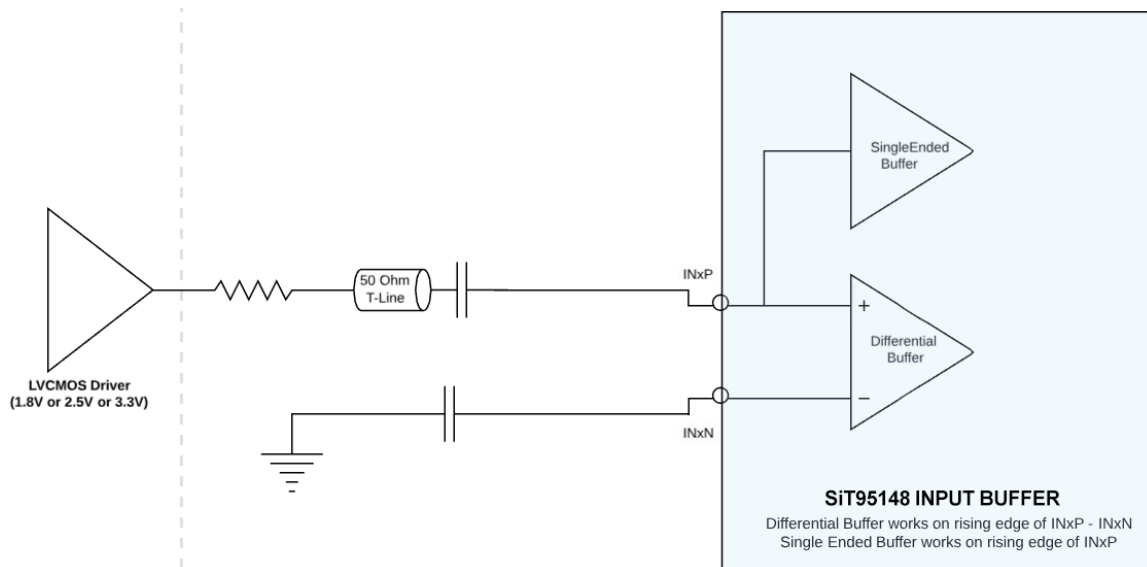 SingleEnded
Buffer
INxP
50 Ohm
T-Line
+
Differential
Buffer
LVCMOS Driver
(1.8V or 2.5V or 3.3V)
−
INxN
SiT95148 INPUT BUFFER
Differential Buffer works on rising edge of INxP - INxN
Single Ended Buffer works on rising edge of INxP